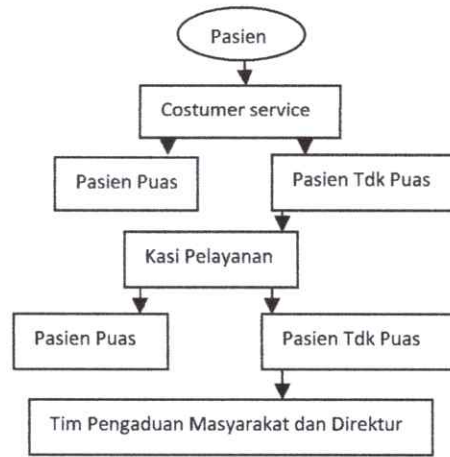 Pasien
Costumer service
Pasien Puas
Pasien Tdk Puas
Kasi Pelayanan
Pasien Puas
Pasien Tdk Puas
Tim Pengaduan Masyarakat dan Direktur